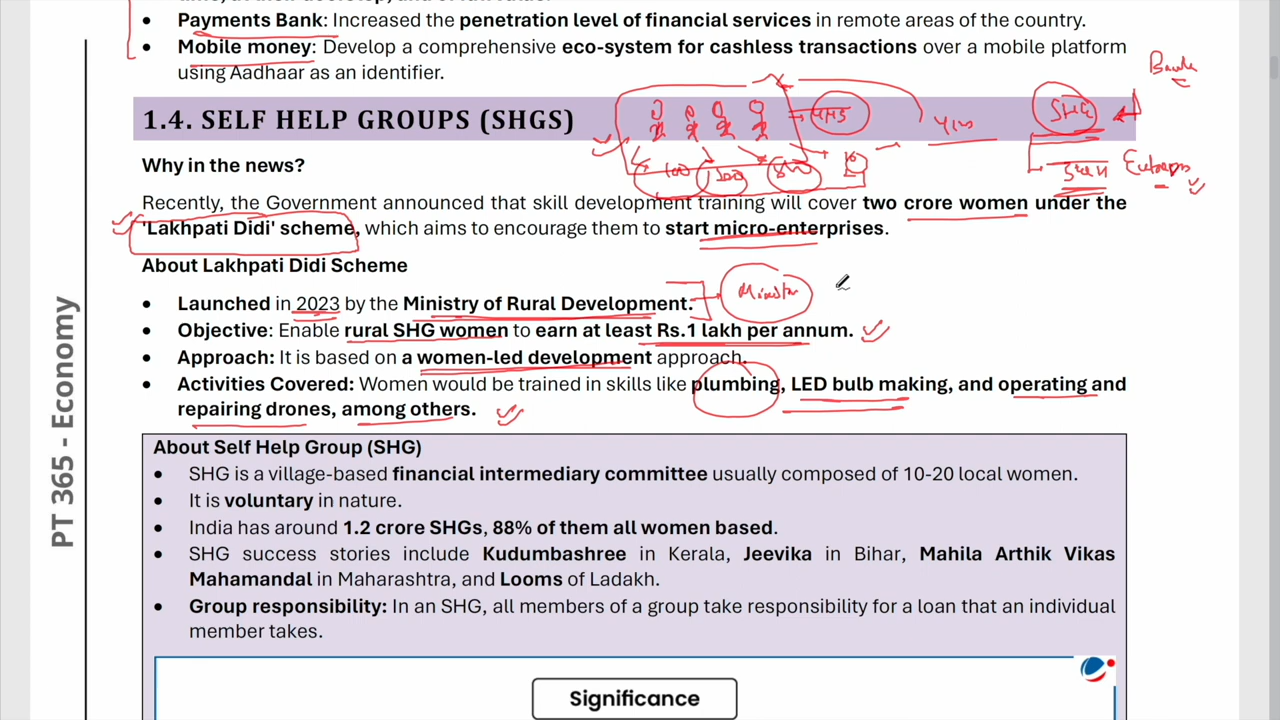 Payments Bank: Increased the penetration level of financial services in remote areas of the country.
Mobile money: Develop a comprehensive eco-system for cashless transactions over a mobile platform
using Aadhaar as an identifier.
Bank
1.4. SELF HELP GROUPS (SHGS)
SHG
Why in the news?
100
500
Recently, the Government announced that skill development training will cover two crore women under the
'Lakhpati Didi' scheme, which aims to encourage them to start micro-enterprises.
About Lakhpati Didi Scheme
• Launched in 2023 by the Ministry of Rural Development.
• Objective: Enable rural SHG women to earn at least Rs.1 lakh per annum.
• Approach: It is based on a women-led development approach.
• Activities Covered: Women would be trained in skills like plumbing, LED bulb making, and operating and
repairing drones, among others.
PT 365 - Economy
About Self Help Group (SHG)
• SHG is a village-based financial intermediary committee usually composed of 10-20 local women.
• It is voluntary in nature.
• India has around 1.2 crore SHGs, 88% of them all women based.
• SHG success stories include Kudumbashree in Kerala, Jeevika in Bihar, Mahila Arthik Vikas
Mahamandal in Maharashtra, and Looms of Ladakh.
• Group responsibility: In an SHG, all members of a group take responsibility for a loan that an individual
member takes.
Significance